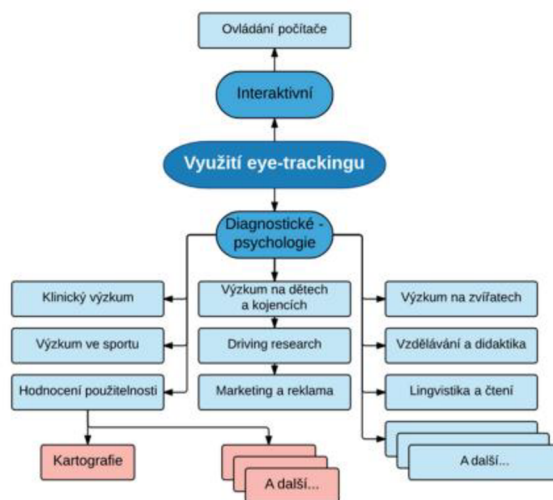 Ovládání počítače
Interaktivní
Využití eye-trackingu
Diagnostické -
psychologie
Klinický výzkum
Výzkum na dětech
a kojencích
Výzkum na zvířatech
Výzkum ve sportu
Driving research
Vzdělávání a didaktika
Hodnocení použitelnosti
Marketing a reklama
Lingvistika a čtení
Kartografie
A další...
A další...